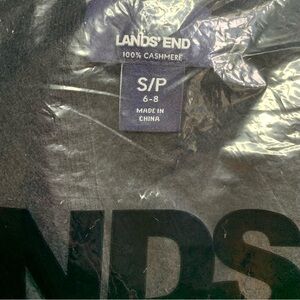 LANDS' END
100% CASHMERE
S/P
6-8
MADE IN
CHINA
NDS